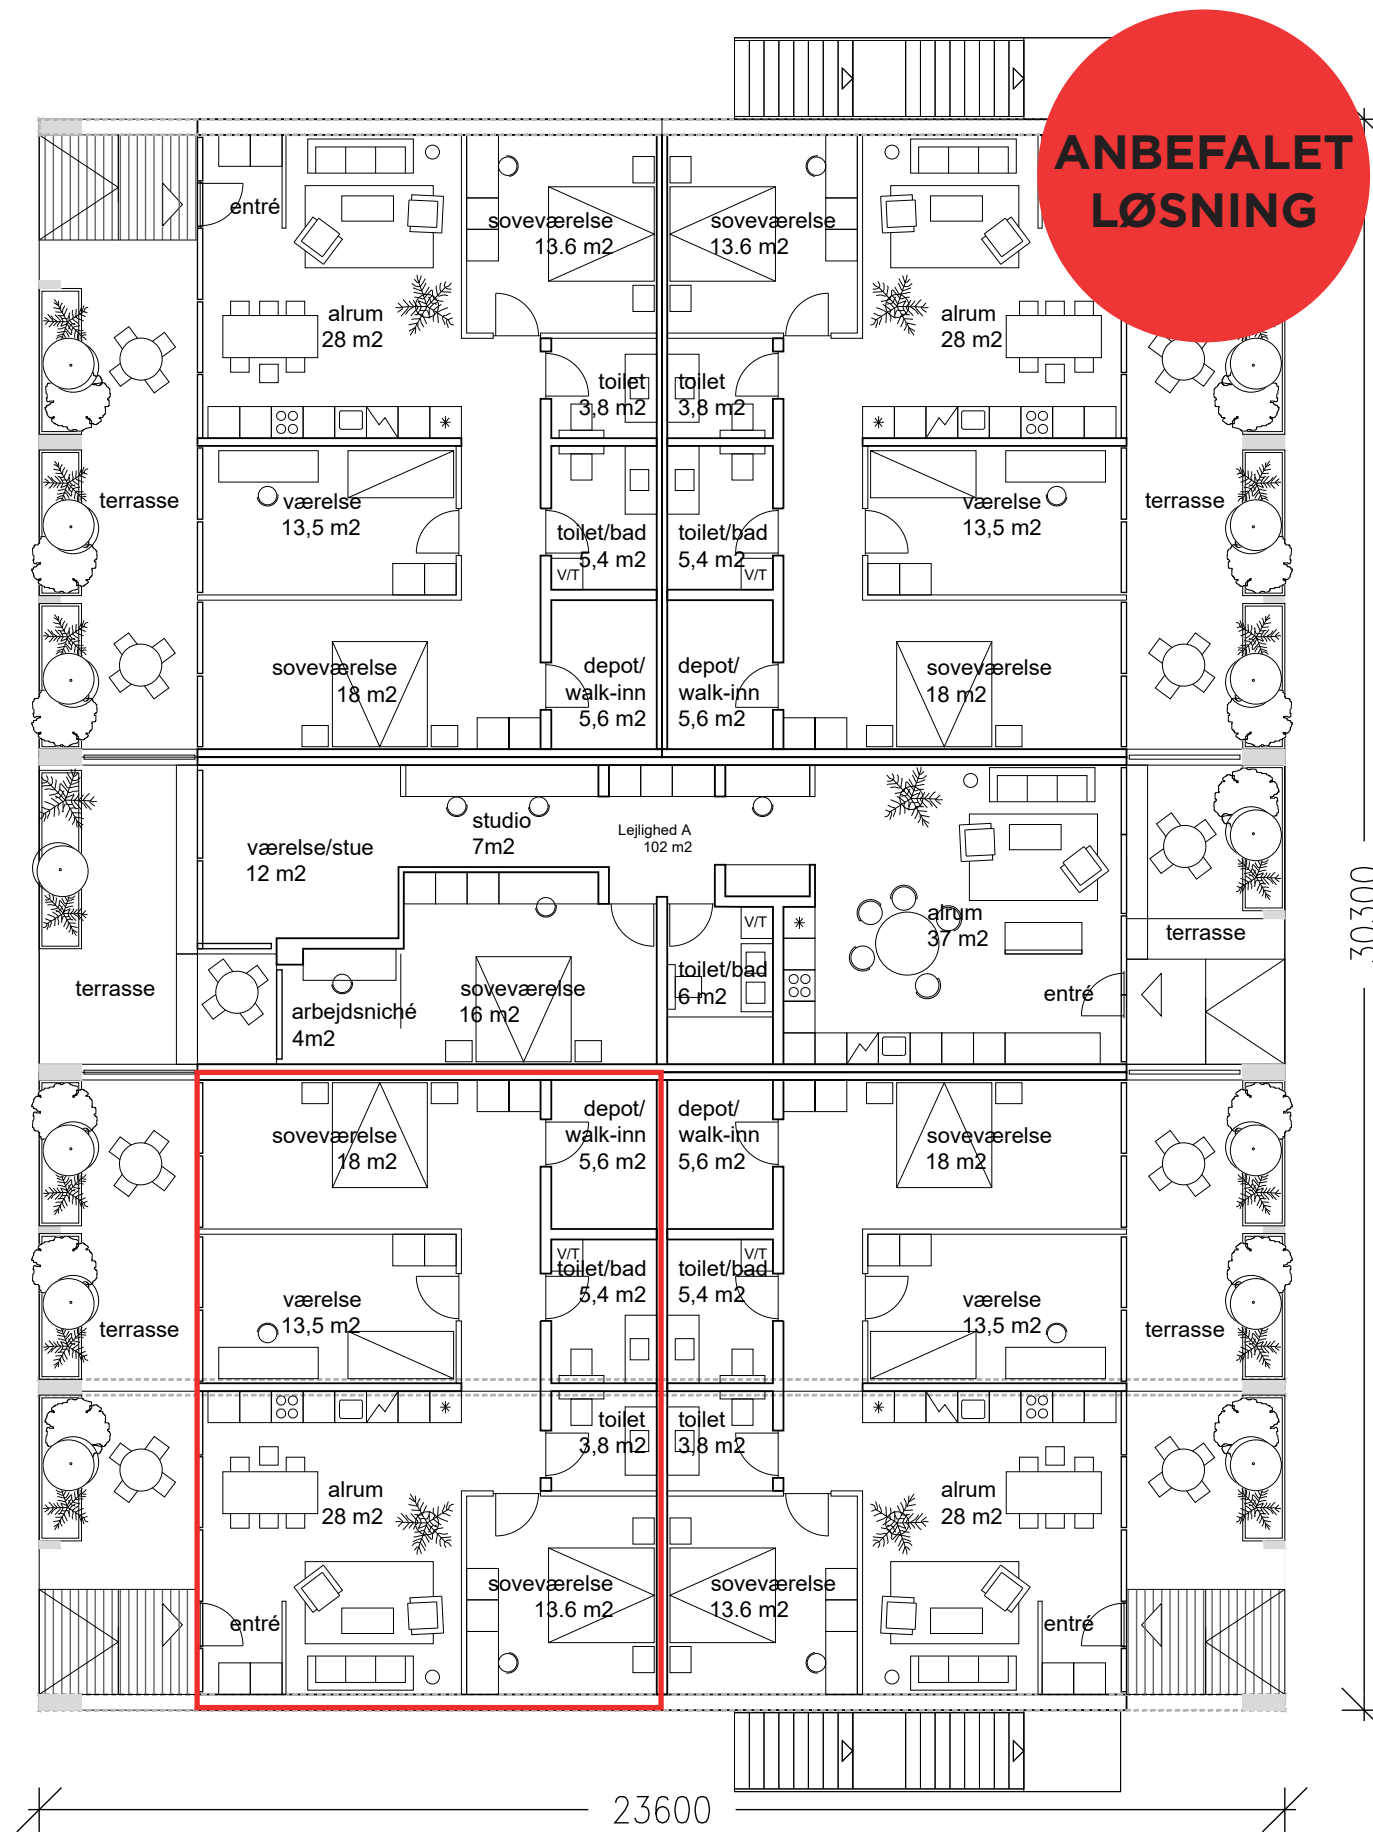 ANBEFALET
LØSNING
entré
soveværelse
13.6 m2
soveværelse
13.6 m2
alrum
28 m2
alrum
28 m2
toilet
3,8 m2
toilet
3,8 m2
terrasse
værelse
13,5 m2
værelse
13,5 m2
terrasse
toilet/bad
5,4 m2
V/T
toilet/bad
5,4 m2
V/T
soveværelse
18 m2
depot/
walk-inn
5,6 m2
depot/
walk-inn
5,6 m2
soveværelse
18 m2
værelse/stue
12 m2
studio
7m2
Lejlighed A
102 m2
30300
alrum
37 m2
V/T
terrasse
terrasse
arbejdsniché
4m2
soveværelse
16 m2
toilet/bad
6 m2
entré
soveværelse
18 m2
depot/
walk-inn
5,6 m2
depot/
walk-inn
5,6 m2
soveværelse
18 m2
V/T
toilet/bad
5,4 m2
V/T
toilet/bad
5,4 m2
terrasse
værelse
13,5 m2
værelse
13,5 m2
terrasse
toilet
3,8 m2
toilet
3,8 m2
alrum
28 m2
alrum
28 m2
soveværelse
13.6 m2
soveværelse
13.6 m2
entré
entré
23600